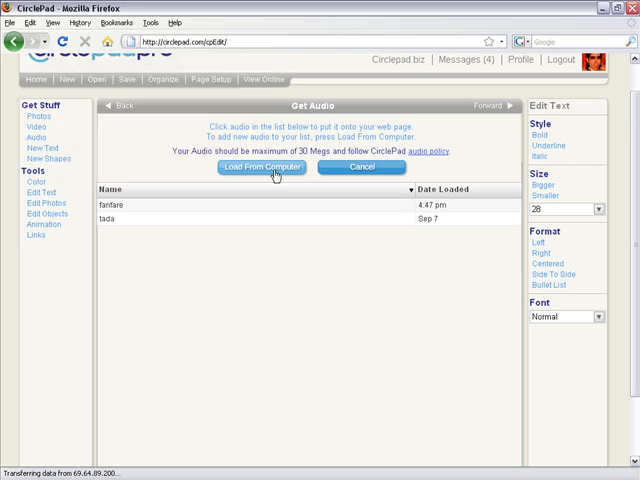 CirclePad - Mozilla Firefox
File Edit View History Bookmarks Tools Help
http://circlepad.com/cpEdit/
Google
Circlepad.biz Messages (4) Profile Logout
Home New Open Save Organize Page Setup View Online
Get Stuff
Photos
Video
Audio
New Text
New Shapes
Tools
Color
Edit Text
Edit Photos
Edit Objects
Animation
Links
Back Get Audio Forward
Click audio in the list below to put it onto your web page.
To add new audio to your list, press Load From Computer.
Your Audio should be maximum of 30 Megs and follow CirclePad audio policy.
Load From Computer Cancel
Name Date Loaded
fanfare 4:47 pm
tada Sep 7
Edit Text
Style
Bold
Underline
Italic
Size
Bigger
Smaller
28
Format
Left
Right
Centered
Side To Side
Bullet List
Font
Normal
Transferring data from 69.64.89.200...